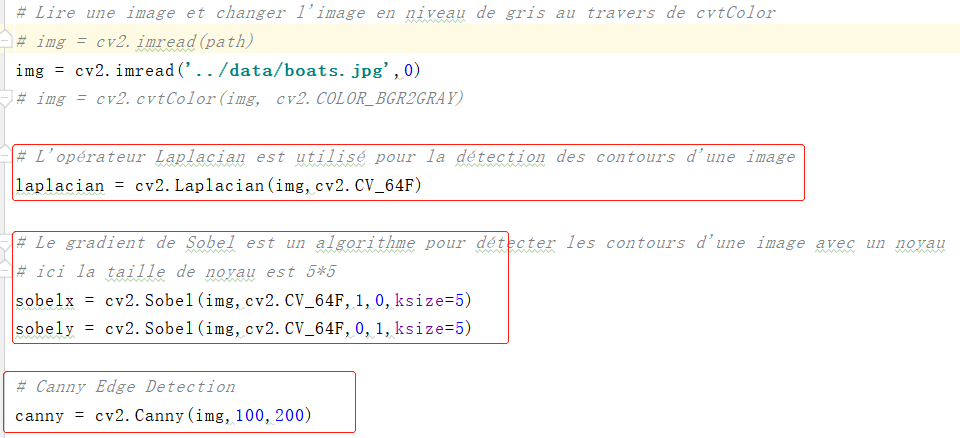 # Lire une image et changer l'image en niveau de gris au travers de cvtColor
# img = cv2.imread(path)
img = cv2.imread('../data/boats.jpg',0)
# img = cv2.cvtColor(img, cv2.COLOR_BGR2GRAY)
# L'opérateur Laplacian est utilisé pour la détection des contours d'une image
laplacian = cv2.Laplacian(img,cv2.CV_64F)
# Le gradient de Sobel est un algorithme pour détecter les contours d'une image avec un noyau
# ici la taille de noyau est 5*5
sobelx = cv2.Sobel(img,cv2.CV_64F,1,0,ksize=5)
sobely = cv2.Sobel(img,cv2.CV_64F,0,1,ksize=5)
# Canny Edge Detection
canny = cv2.Canny(img,100,200)